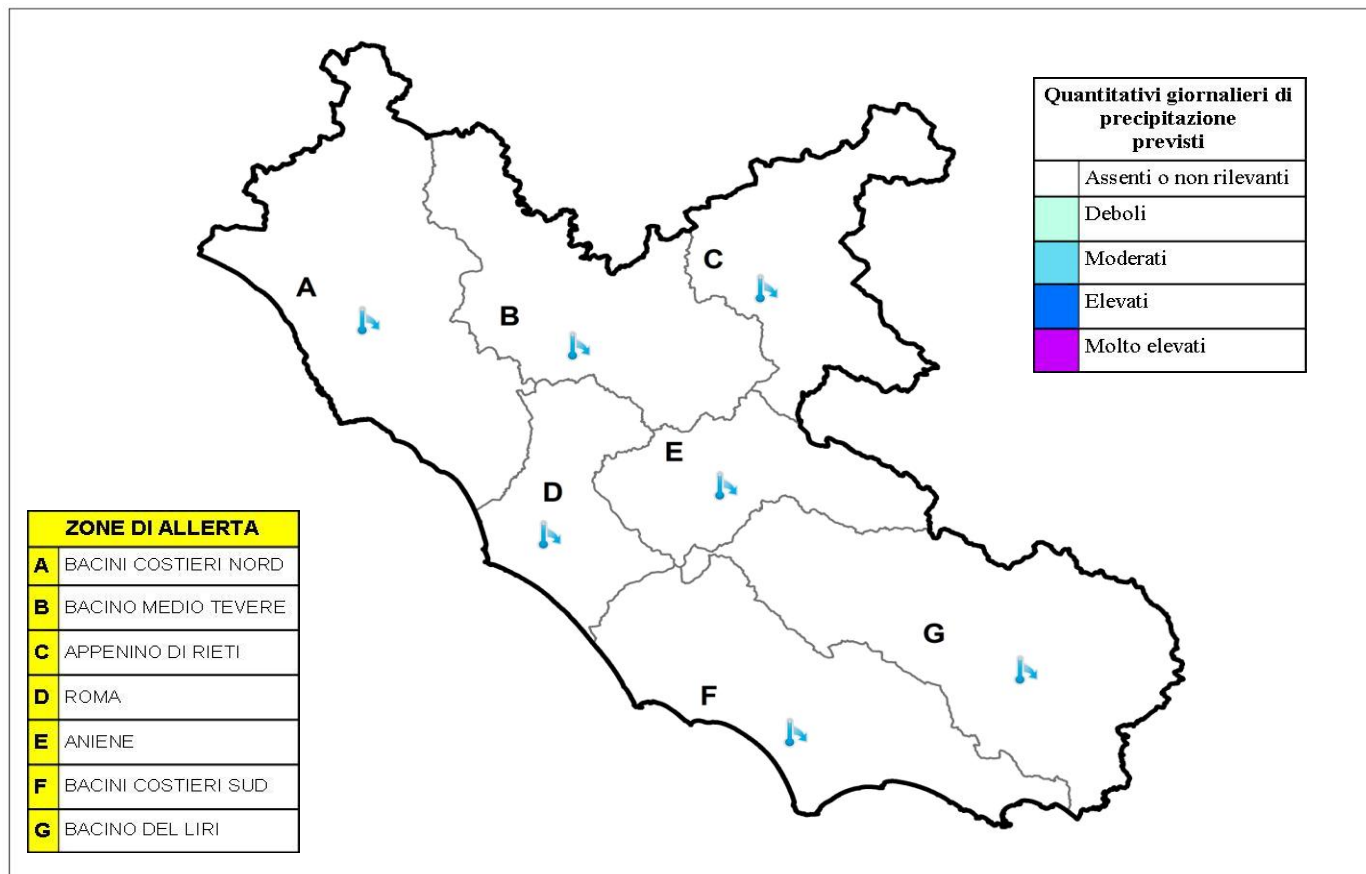 Quantitativi giornalieri di
precipitazione
previsti
Assenti o non rilevanti
Deboli
Moderati
Elevati
Molto elevati
A
B
C
D
E
F
G
ZONE DI ALLERTA
A BACINI COSTIERI NORD
B BACINO MEDIO TEVERE
C APPENINO DI RIETI
D ROMA
E ANIENE
F BACINI COSTIERI SUD
G BACINO DEL LIRI